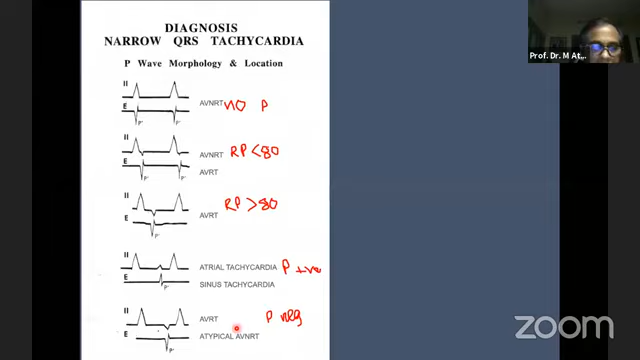 DIAGNOSIS
NARROW QRS TACHYCARDIA
P Wave Morphology & Location
II
E
P'
AVNRT no P
II
E
P' P'
AVNRT RP < 80
AVRT
II
E
P'
AVRT RP > 80
II
E
ATRIAL TACHYCARDIA P +ve
SINUS TACHYCARDIA
II
E
P'
AVRT P neg
ATYPICAL AVNRT
Prof. Dr. M At...
zoom